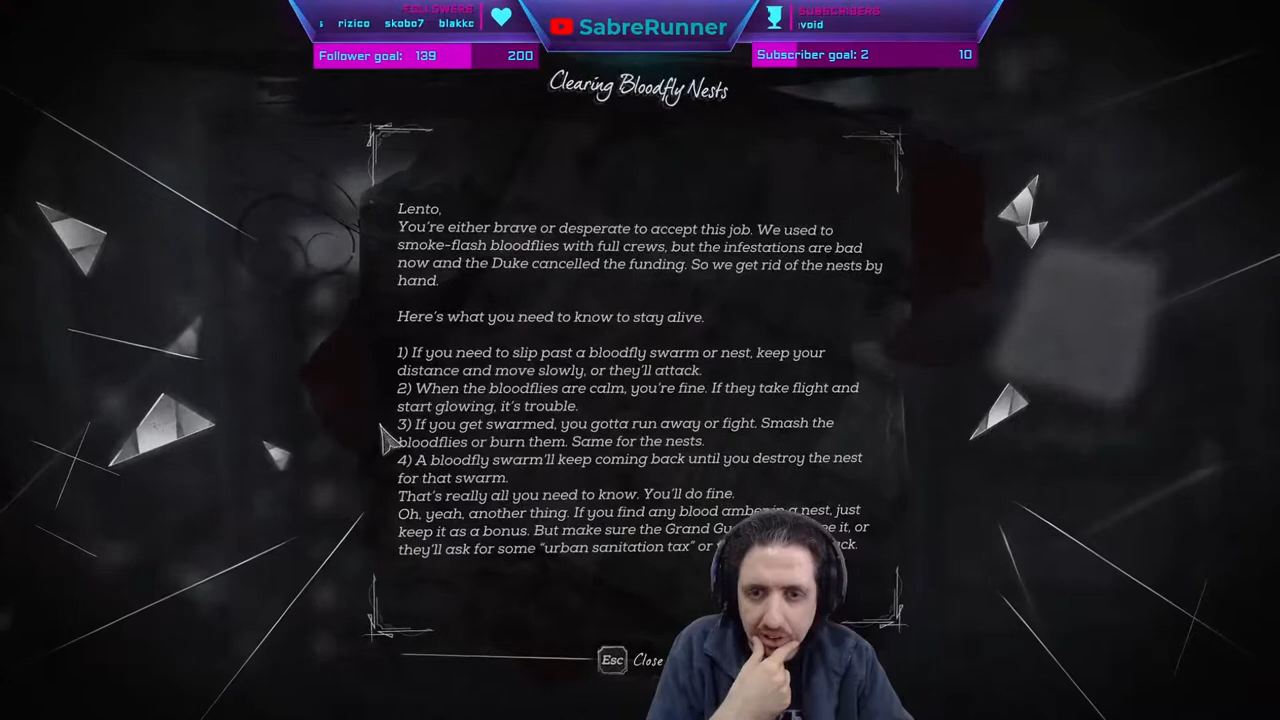 FOLLOWERS
s rizico skobo7 blakkc
SabreRunner
SUBSCRIBERS
void
Follower goal: 139 200
Subscriber goal: 2 10
Clearing Bloodfly Nests
Lento,
You're either brave or desperate to accept this job. We used to
smoke-flash bloodflies with full crews, but the infestations are bad
now and the Duke cancelled the funding. So we get rid of the nests by
hand.
Here's what you need to know to stay alive.
1) If you need to slip past a bloodfly swarm or nest, keep your
distance and move slowly, or they'll attack.
2) When the bloodflies are calm, you're fine. If they take flight and
start glowing, it's trouble.
3) If you get swarmed, you gotta run away or fight. Smash the
bloodflies or burn them. Same for the nests.
4) A bloodfly swarm'll keep coming back until you destroy the nest
for that swarm.
That's really all you need to know. You'll do fine.
Oh, yeah, another thing. If you find any blood amber in a nest, just
keep it as a bonus. But make sure the Grand it, or
they'll ask for some "urban sanitation tax" or
Esc Close